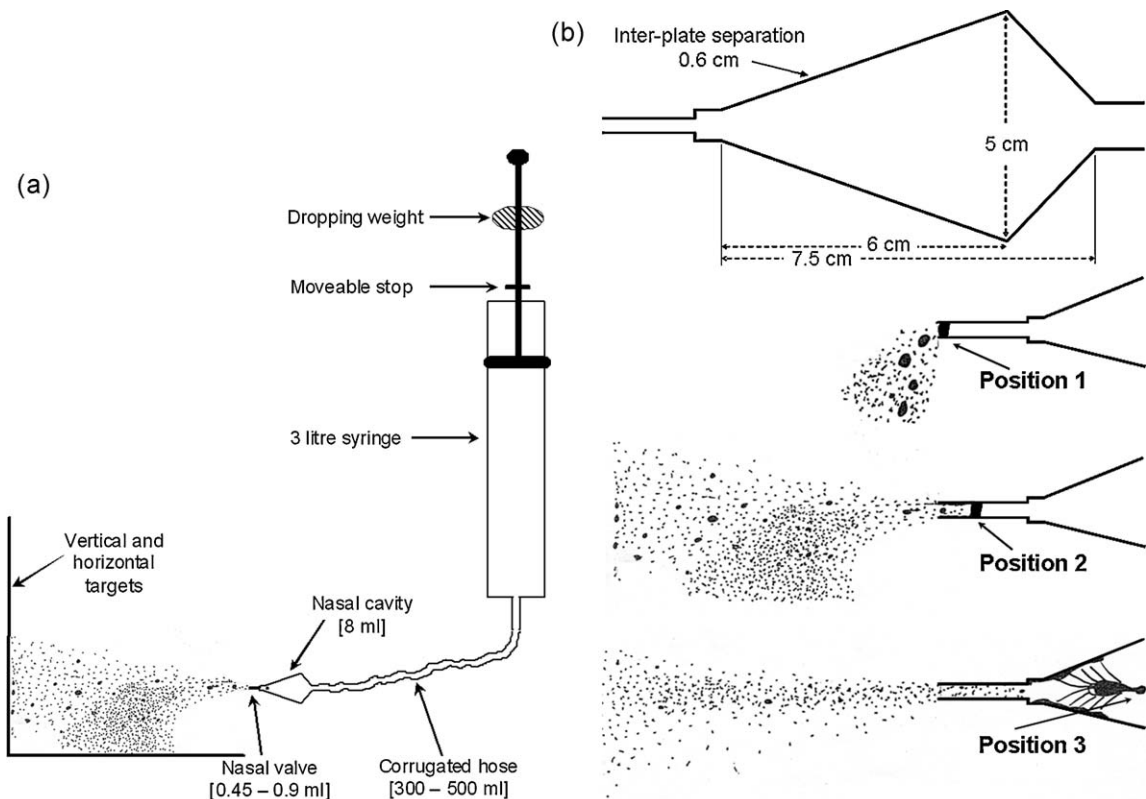 (a)
Dropping weight
Moveable stop
3 litre syringe
Vertical and
horizontal
targets
Nasal cavity
[8 ml]
Nasal valve
[0.45 – 0.9 ml]
Corrugated hose
[300 – 500 ml]
(b)
Inter-plate separation
0.6 cm
5 cm
6 cm
7.5 cm
Position 1
Position 2
Position 3